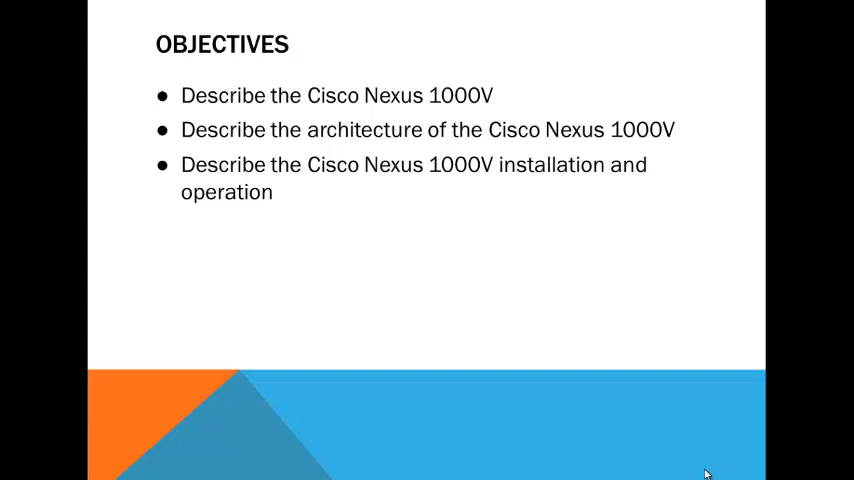 OBJECTIVES
● Describe the Cisco Nexus 1000V
● Describe the architecture of the Cisco Nexus 1000V
● Describe the Cisco Nexus 1000V installation and
operation